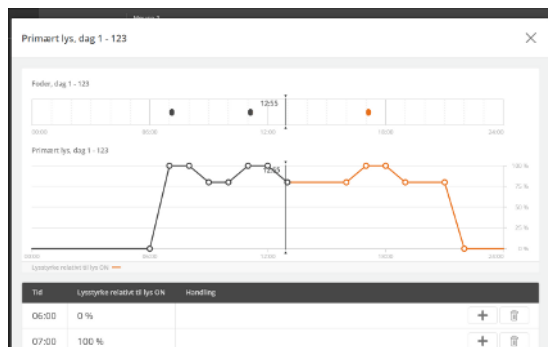 Primært lys, dag 1 - 123
Foder, dag 1 - 123
12:55
00:00 06:00 12:00 18:00 24:00
Primært lys, dag 1 - 123
100 %
12:55
75 %
50 %
25 %
0 %
00:00 06:00 12:00 18:00 24:00
Lysstyrke relativt til lys ON
Tid Lysstyrke relativt til lys ON Handling
06:00 0 %
07:00 100 %